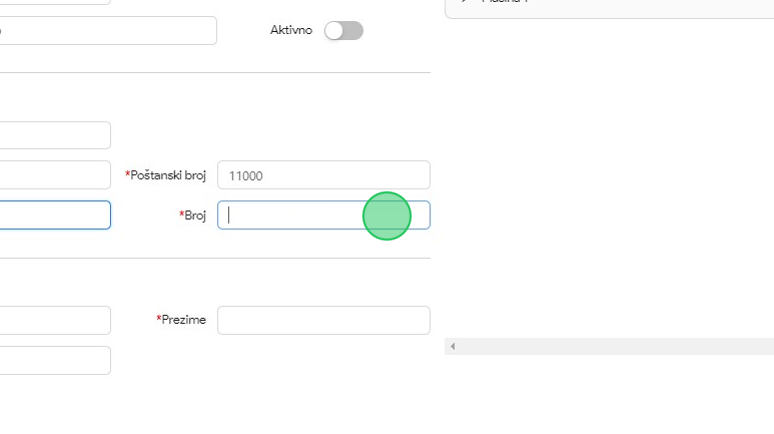 Aktivno
*Poštanski broj 11000
*Broj
*Prezime